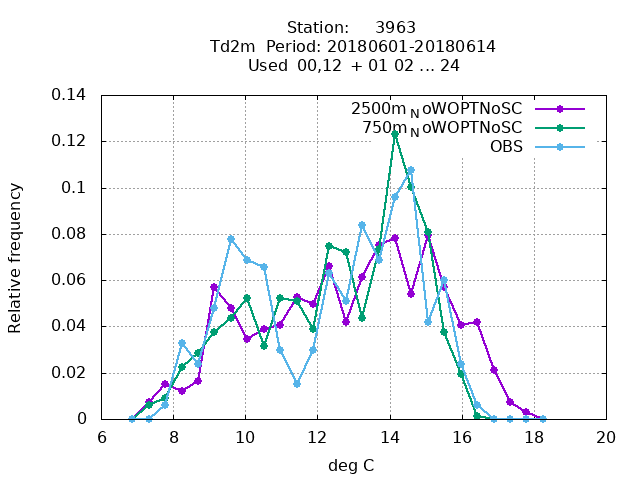 Station:     3963
Td2m  Period: 20180601-20180614
Used  00,12  + 01 02 ... 24
2500m_NoWOPTNoSC
750m_NoWOPTNoSC
OBS
Relative frequency
0.14
0.12
0.1
0.08
0.06
0.04
0.02
0
6 8 10 12 14 16 18 20
deg C